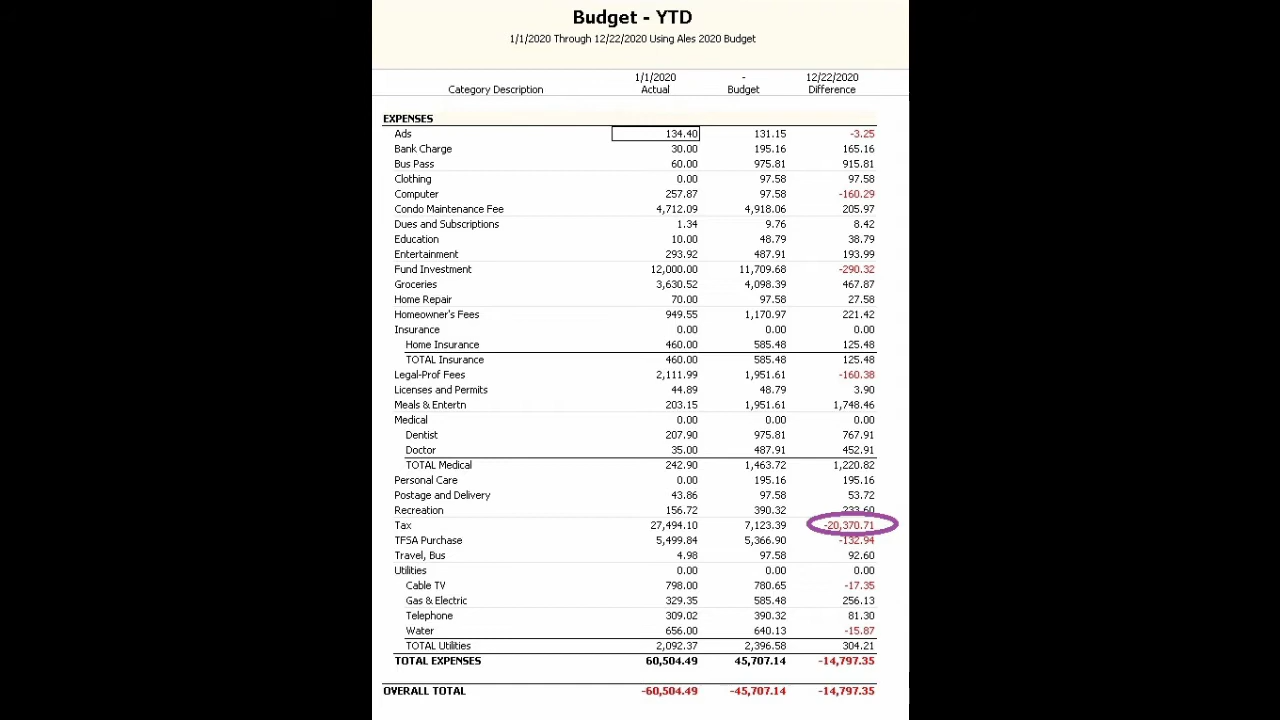 Budget - YTD
1/1/2020 Through 12/22/2020 Using Ales 2020 Budget
1/1/2020 - 12/22/2020
Category Description Actual Budget Difference
EXPENSES
Ads 134.40 131.15 -3.25
Bank Charge 30.00 195.16 165.16
Bus Pass 60.00 975.81 915.81
Clothing 0.00 97.58 97.58
Computer 257.87 97.58 -160.29
Condo Maintenance Fee 4,712.09 4,918.06 205.97
Dues and Subscriptions 1.34 9.76 8.42
Education 10.00 48.79 38.79
Entertainment 293.92 487.91 193.99
Fund Investment 12,000.00 11,709.68 -290.32
Groceries 3,630.52 4,098.39 467.87
Home Repair 70.00 97.58 27.58
Homeowner's Fees 949.55 1,170.97 221.42
Insurance 0.00 0.00 0.00
Home Insurance 460.00 585.48 125.48
TOTAL Insurance 460.00 585.48 125.48
Legal-Prof Fees 2,111.99 1,951.61 -160.38
Licenses and Permits 44.89 48.79 3.90
Meals & Entertn 203.15 1,951.61 1,748.46
Medical 0.00 0.00 0.00
Dentist 207.90 975.81 767.91
Doctor 35.00 487.91 452.91
TOTAL Medical 242.90 1,463.72 1,220.82
Personal Care 0.00 195.16 195.16
Postage and Delivery 43.86 97.58 53.72
Recreation 156.72 390.32 233.60
Tax 27,494.10 7,123.39 -20,370.71
TFSA Purchase 5,499.84 5,366.90 -132.94
Travel, Bus 4.98 97.58 92.60
Utilities 0.00 0.00 0.00
Cable TV 798.00 780.65 -17.35
Gas & Electric 329.35 585.48 256.13
Telephone 309.02 390.32 81.30
Water 656.00 640.13 -15.87
TOTAL Utilities 2,092.37 2,396.58 304.21
TOTAL EXPENSES 60,504.49 45,707.14 -14,797.35
OVERALL TOTAL -60,504.49 -45,707.14 -14,797.35